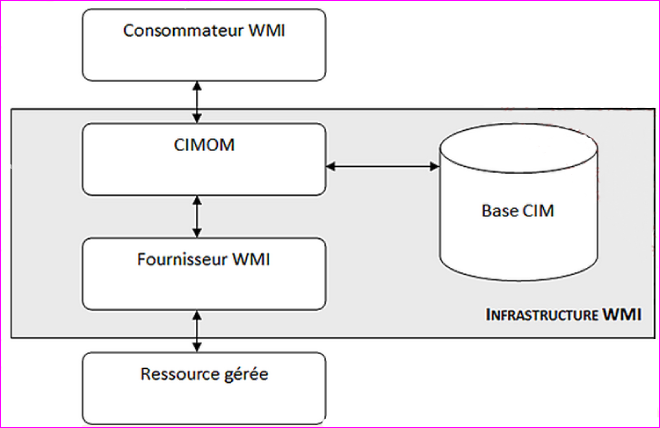 Consommateur WMI
CIMOM
Base CIM
Fournisseur WMI
INFRASTRUCTURE WMI
Ressource gérée